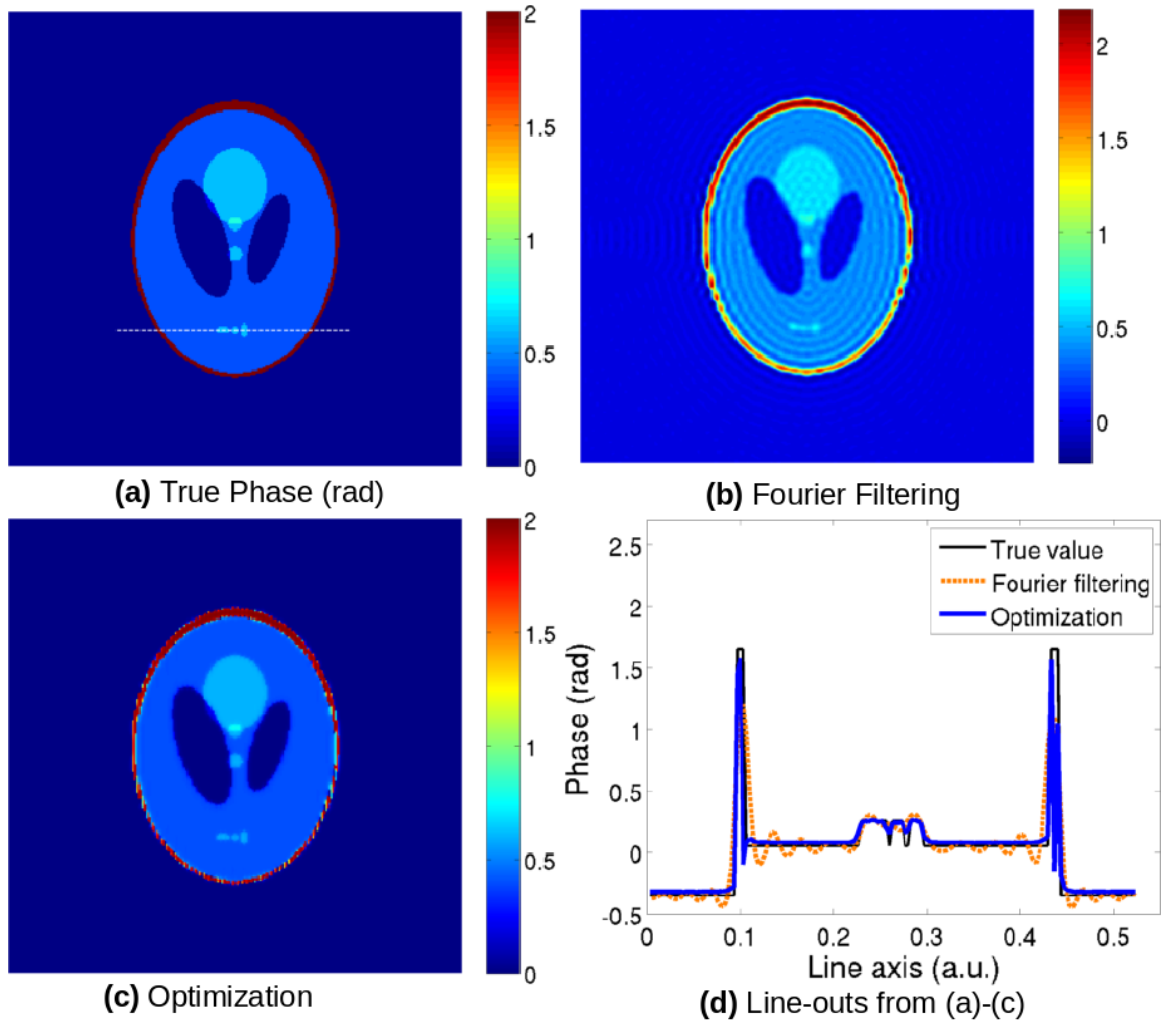 2
1.5
1
0.5
0
(a) True Phase (rad)
2
1.5
1
0.5
0
(b) Fourier Filtering
2
1.5
1
0.5
0
(c) Optimization
2.5
2
1.5
1
0.5
0
-0.5
Phase (rad)
True value
Fourier filtering
Optimization
0 0.1 0.2 0.3 0.4 0.5
Line axis (a.u.)
(d) Line-outs from (a)-(c)